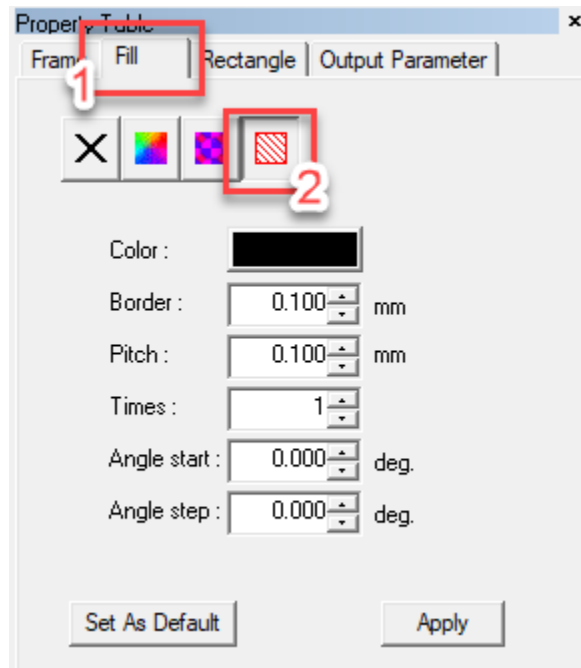 Property Table ×
Frame Fill Rectangle Output Parameter
1
2
Color :
Border : 0.100 mm
Pitch : 0.100 mm
Times : 1
Angle start : 0.000 deg.
Angle step : 0.000 deg.
Set As Default Apply